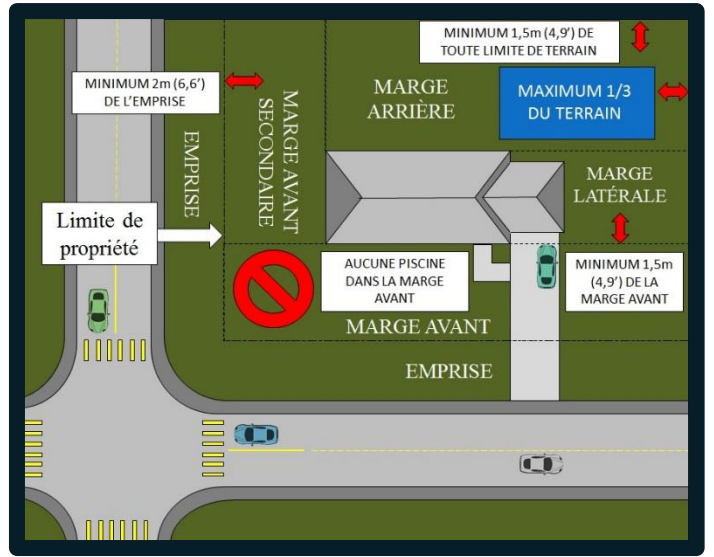 MINIMUM 1,5m (4,9') DE
TOUTE LIMITE DE TERRAIN
MINIMUM 2m (6,6')
DE L'EMPRISE
MARGE
ARRIÈRE
MAXIMUM 1/3
DU TERRAIN
MARGE AVANT
SECONDAIRE
EMPRISE
MARGE
LATÉRALE
Limite de
propriété
AUCUNE PISCINE
DANS LA MARGE
AVANT
MINIMUM 1,5m
(4,9') DE LA
MARGE AVANT
MARGE AVANT
EMPRISE